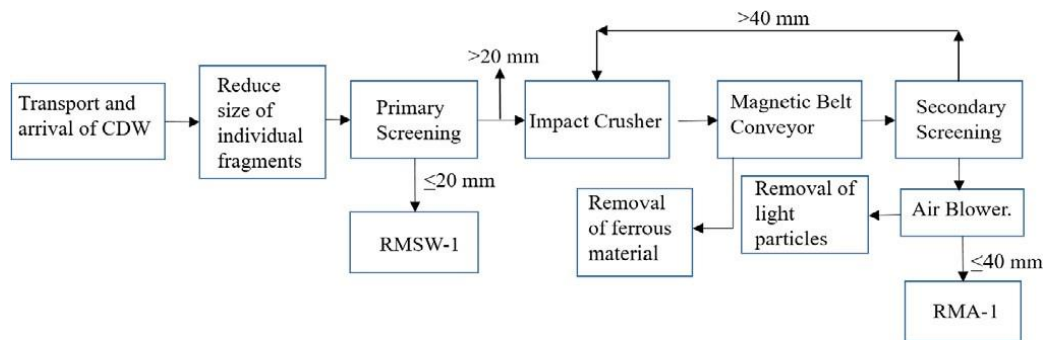 >40 mm
>20 mm
Transport and
arrival of CDW
Reduce
size of
individual
fragments
Primary
Screening
Impact Crusher
Magnetic Belt
Conveyor
Secondary
Screening
≤20 mm
RMSW-1
Removal
of ferrous
material
Removal of
light
particles
Air Blower.
≤40 mm
RMA-1